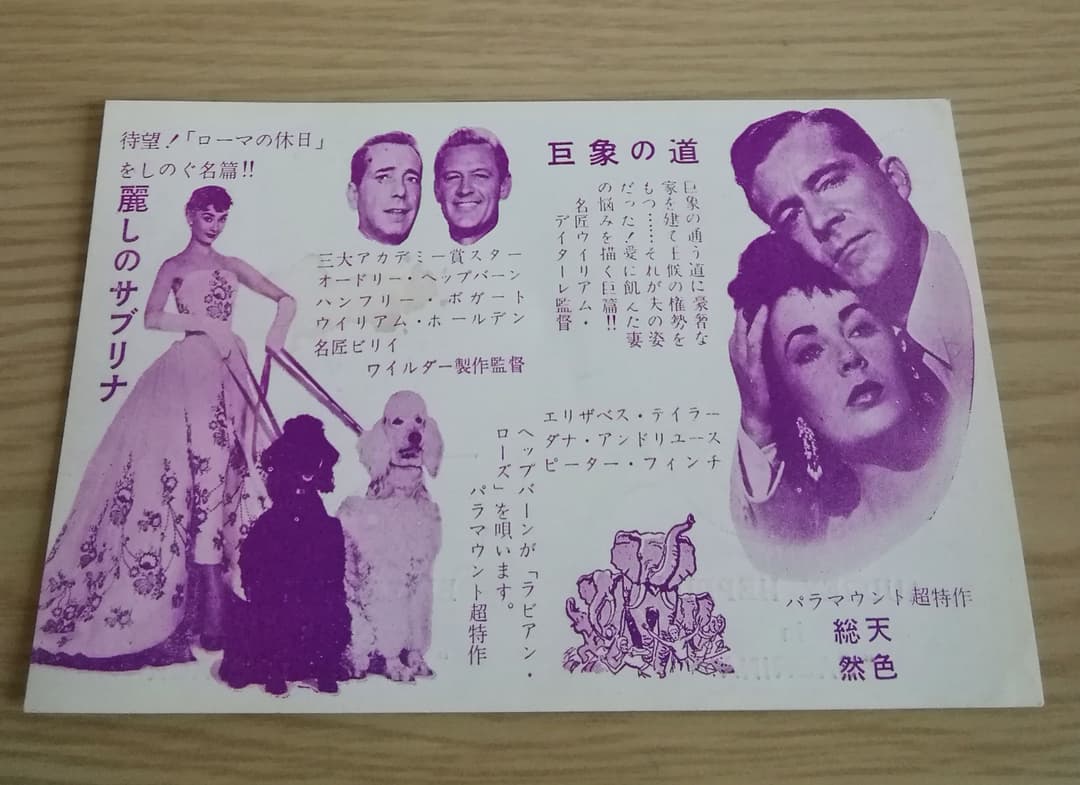 待望！「ローマの休日」
をしのぐ名篇!!
麗しのサブリナ
三大アカデミー賞スター
オードリー・ヘップバーン
ハンフリー・ボガート
ウイリアム・ホールデン
名匠ビリイ
ワイルダー製作監督
ヘップバーンが「ラビアン・
ローズ」を唄います。
パラマウント超特作
巨象の道
巨象の通う道に豪奢な
家を建て王候の権勢を
もつ……それが夫の姿
だった！愛に飢んた妻
の悩みを描く巨篇!!
名匠ウイリアム・
デイターレ監督
エリザベス・テイラー
ダナ・アンドリユース
ピーター・フィンチ
パラマウント超特作
総天
然色